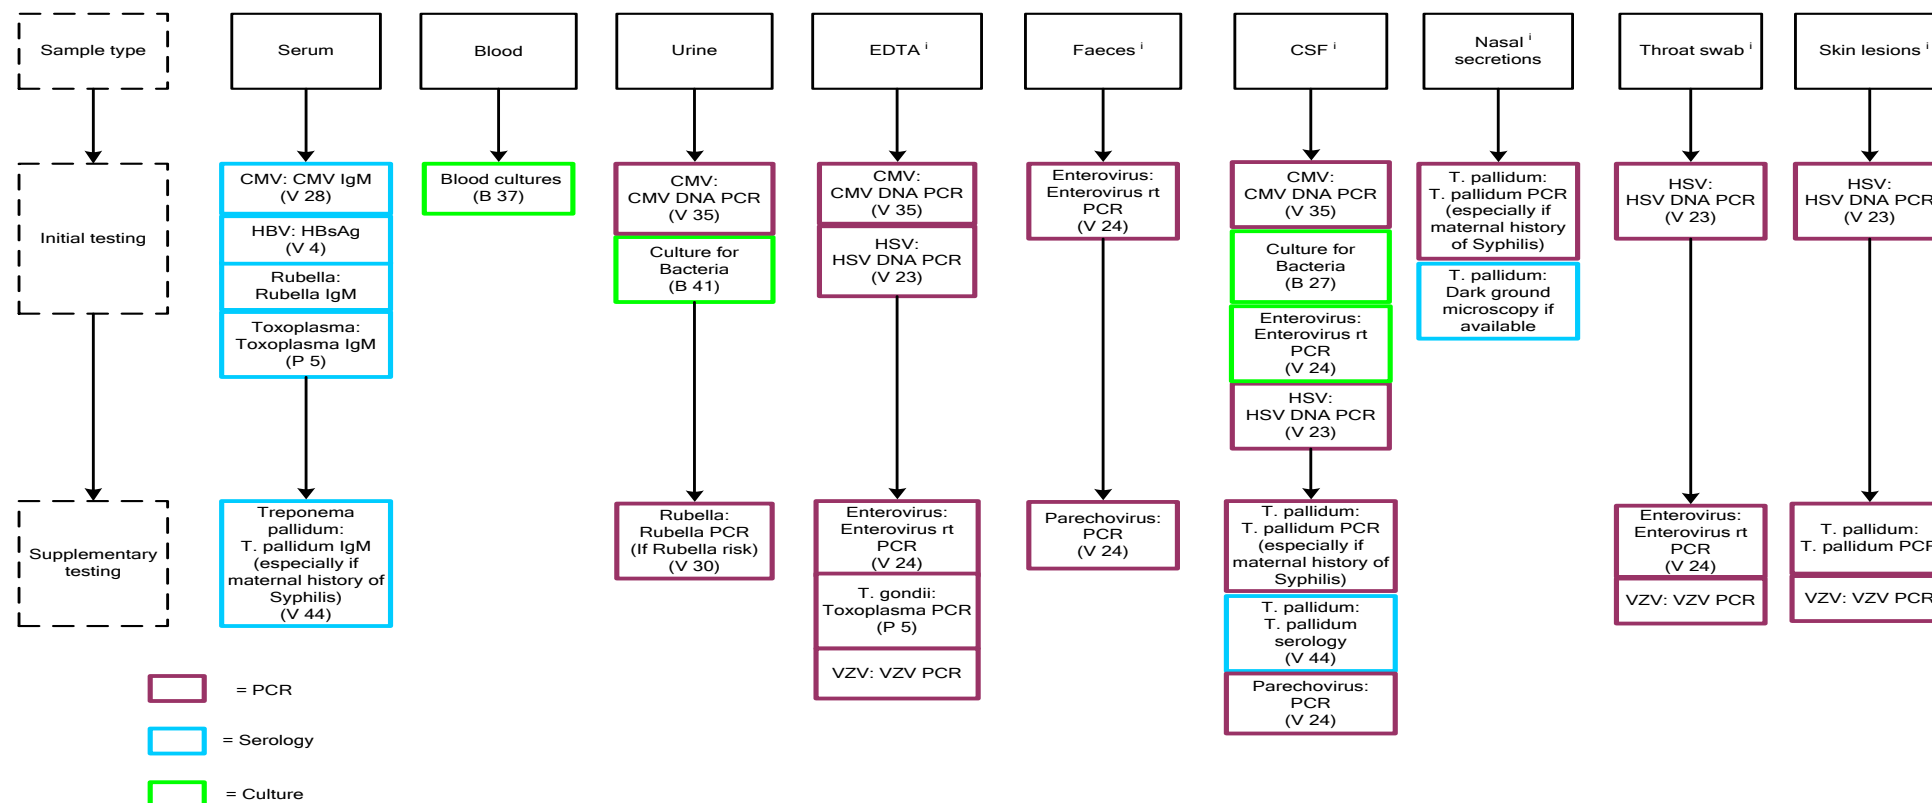 Sample type
Serum
Blood
Urine
EDTA i
Faeces i
CSF i
Nasal i
secretions
Throat swab i
Skin lesions i
Initial testing
CMV: CMV IgM
(V 28)
HBV: HBsAg
(V 4)
Rubella:
Rubella IgM
Toxoplasma:
Toxoplasma IgM
(P 5)
Blood cultures
(B 37)
CMV:
CMV DNA PCR
(V 35)
Culture for
Bacteria
(B 41)
CMV:
CMV DNA PCR
(V 35)
HSV:
HSV DNA PCR
(V 23)
Enterovirus:
Enterovirus rt
PCR
(V 24)
CMV:
CMV DNA PCR
(V 35)
Culture for
Bacteria
(B 27)
Enterovirus:
Enterovirus rt
PCR
(V 24)
HSV:
HSV DNA PCR
(V 23)
T. pallidum:
T. pallidum PCR
(especially if
maternal history
of Syphilis)
T. pallidum:
Dark ground
microscopy if
available
HSV:
HSV DNA PCR
(V 23)
HSV:
HSV DNA PCR
(V 23)
Supplementary
testing
Treponema
pallidum:
T. pallidum IgM
(especially if
maternal history of
Syphilis)
(V 44)
Rubella:
Rubella PCR
(If Rubella risk)
(V 30)
Enterovirus:
Enterovirus rt
PCR
(V 24)
T. gondii:
Toxoplasma PCR
(P 5)
VZV: VZV PCR
Parechovirus:
PCR
(V 24)
T. pallidum:
T. pallidum PCR
(especially if
maternal history of
Syphilis)
T. pallidum:
T. pallidum
serology
(V 44)
Parechovirus:
PCR
(V 24)
Enterovirus:
Enterovirus rt
PCR
(V 24)
VZV: VZV PCR
T. pallidum:
T. pallidum PCR
VZV: VZV PCR
= PCR
= Serology
= Culture